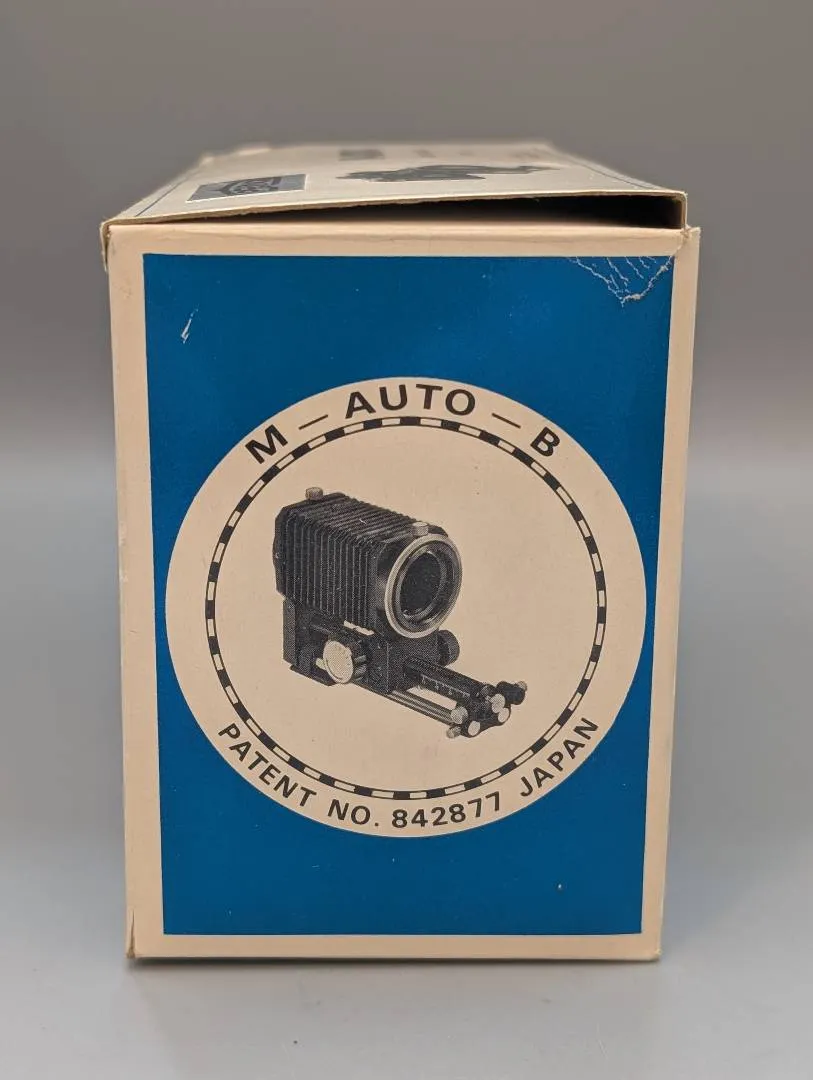 M – AUTO – B
PATENT NO. 842877 JAPAN